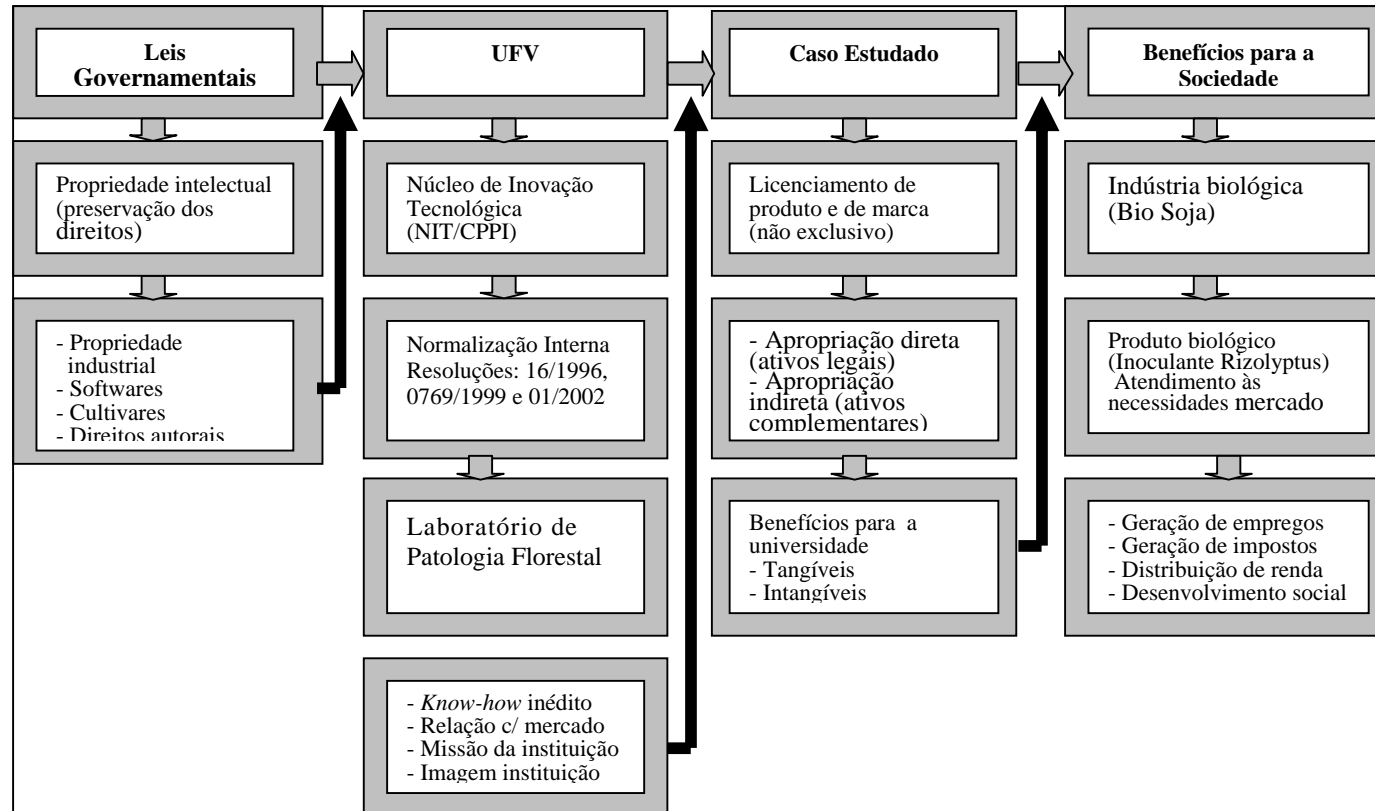 Leis
Governamentais
UFV
Caso Estudado
Benefícios para a
Sociedade
Propriedade intelectual
(preservação dos
direitos)
Núcleo de Inovação
Tecnológica
(NIT/CPPI)
Licenciamento de
produto e de marca
(não exclusivo)
Indústria biológica
(Bio Soja)
- Propriedade
industrial
- Softwares
- Cultivares
- Direitos autorais
Normalização Interna
Resoluções: 16/1996,
0769/1999 e 01/2002
- Apropriação direta
(ativos legais)
- Apropriação
indireta (ativos
complementares)
Produto biológico
(Inoculante Rizolyptus)
Atendimento às
necessidades mercado
Laboratório de
Patologia Florestal
Benefícios para a
universidade
- Tangíveis
- Intangíveis
- Geração de empregos
- Geração de impostos
- Distribuição de renda
- Desenvolvimento social
- Know-how inédito
- Relação c/ mercado
- Missão da instituição
- Imagem instituição